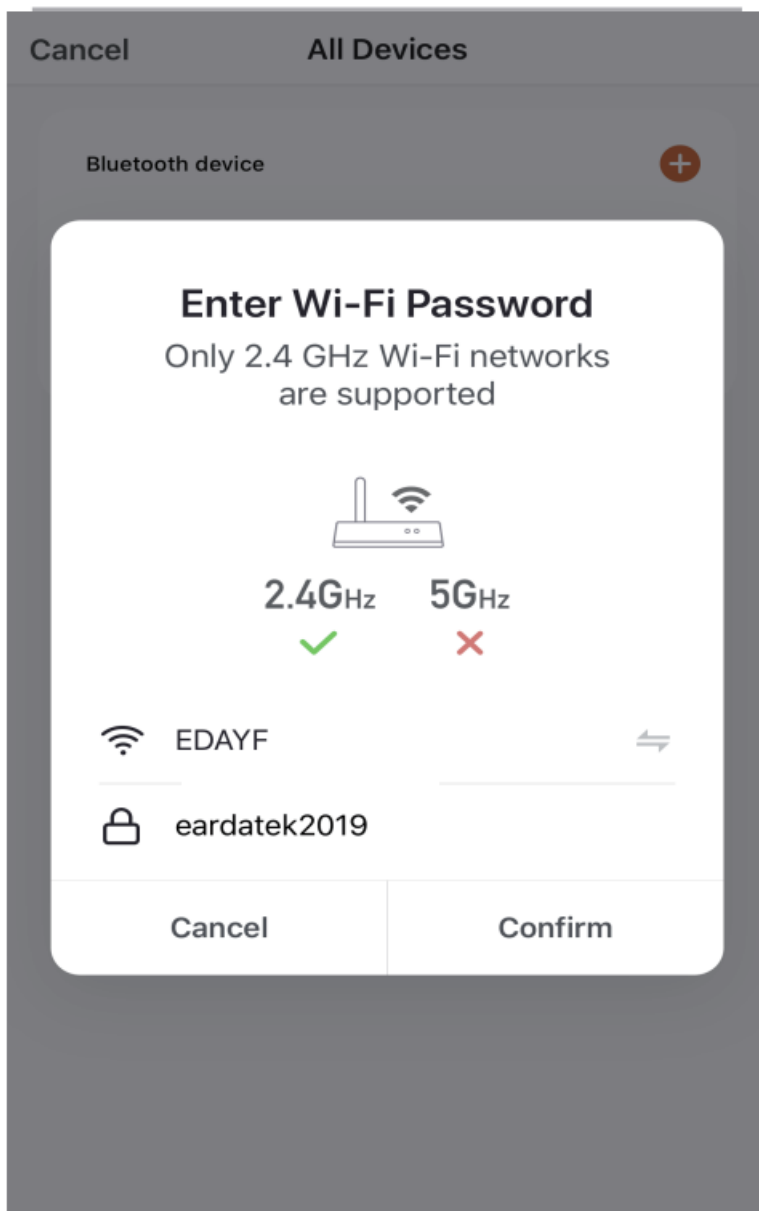 Cancel All Devices
Bluetooth device
Enter Wi-Fi Password
Only 2.4 GHz Wi-Fi networks
are supported
2.4GHz 5GHz
EDAYF
eardatek2019
Cancel Confirm